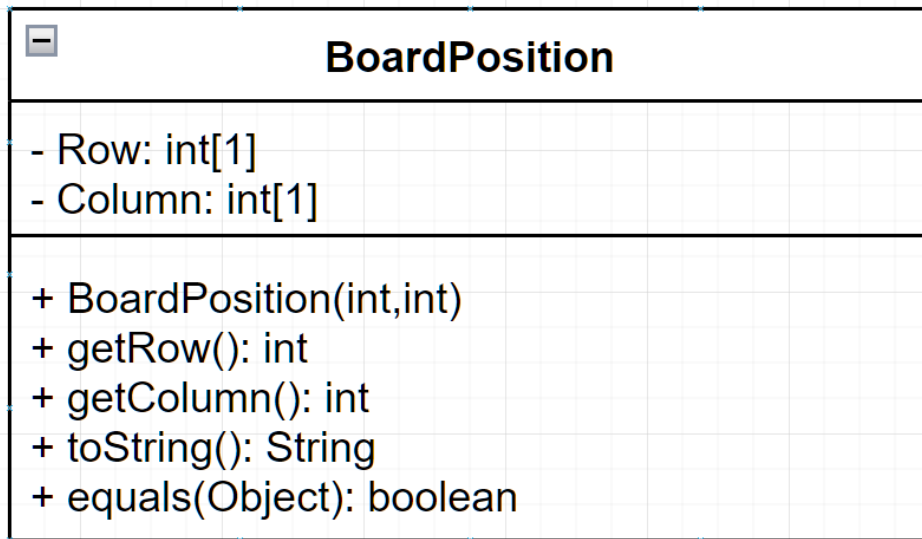 BoardPosition
- Row: int[1]
- Column: int[1]
+ BoardPosition(int,int)
+ getRow(): int
+ getColumn(): int
+ toString(): String
+ equals(Object): boolean